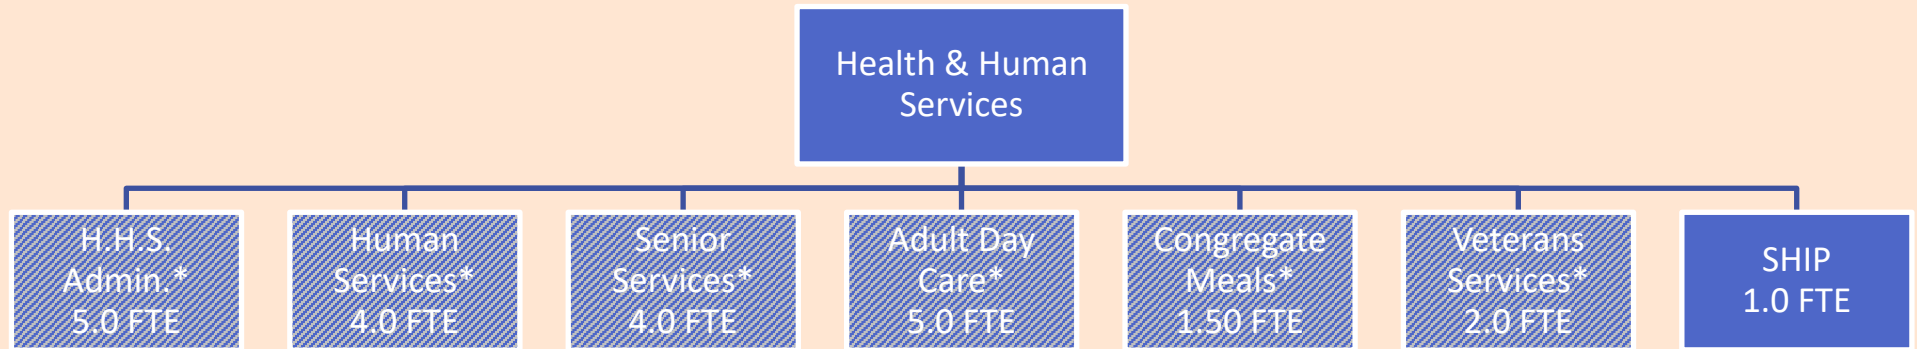 Health & Human
Services
H.H.S.
Admin.*
5.0 FTE
Human
Services*
4.0 FTE
Senior
Services*
4.0 FTE
Adult Day
Care*
5.0 FTE
Congregate
Meals*
1.50 FTE
Veterans
Services*
2.0 FTE
SHIP
1.0 FTE